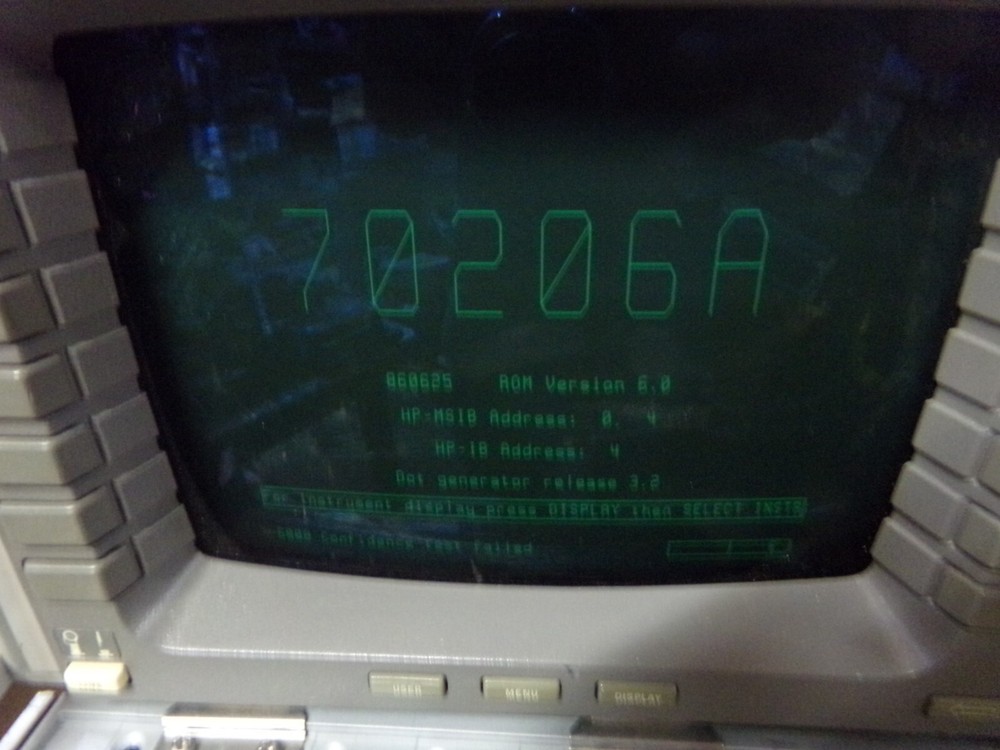 70206A
860625 ROM Version 6.0
HP-MSIB Address: 0, 4
HP-IB Address: 4
Dot generator release 3.2
For instrument display press DISPLAY then SELECT INSTR
6008 Confidence Test Failed
USER
MENU
DISPLAY